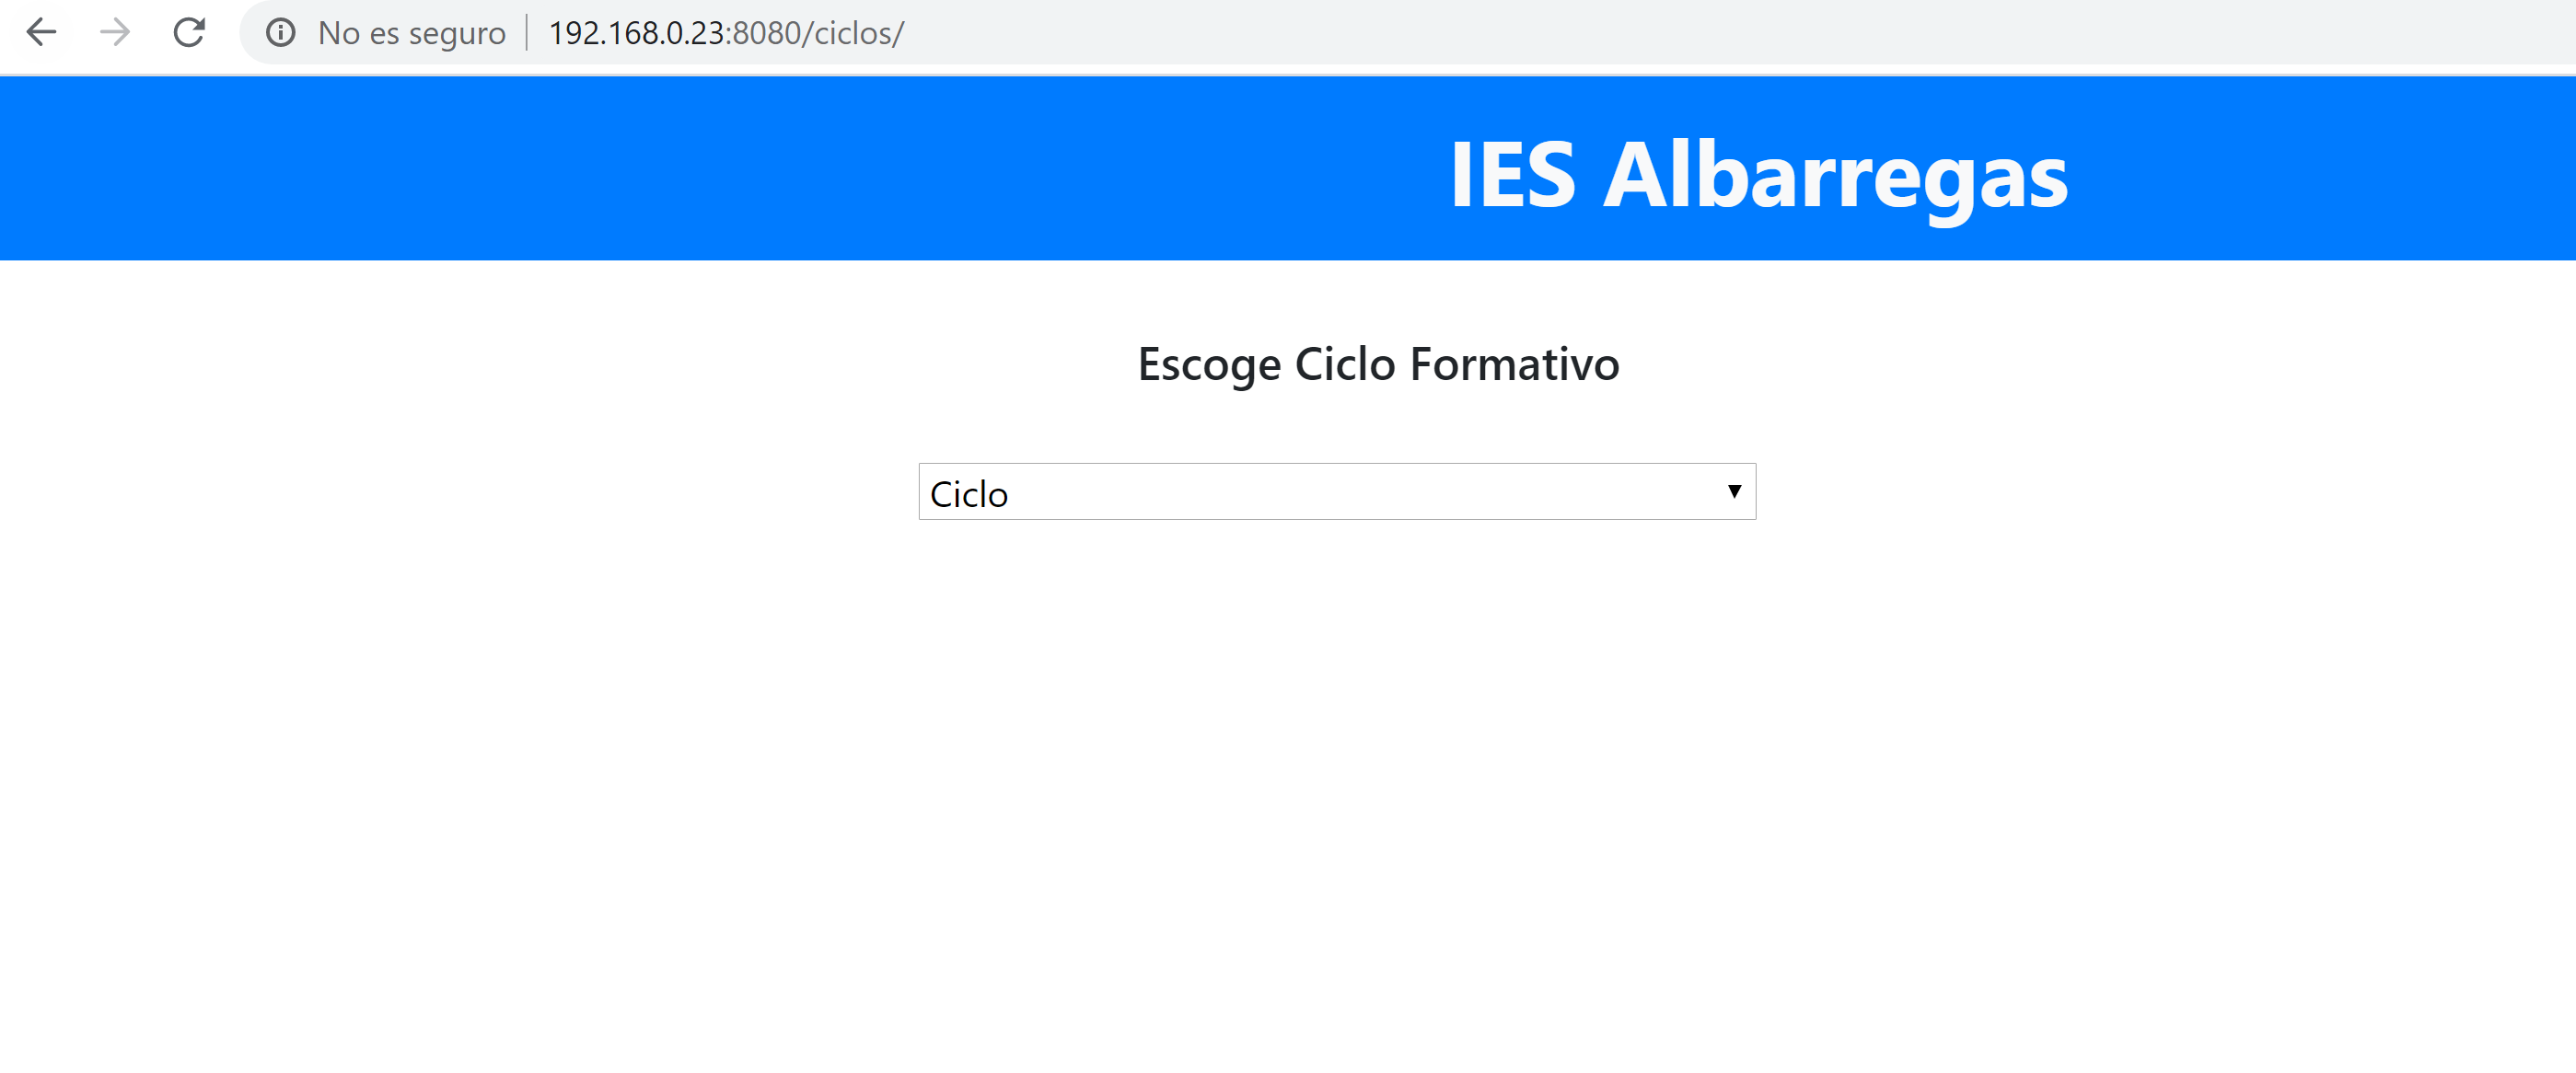 No es seguro 192.168.0.23:8080/ciclos/
IES Albarregas
Escoge Ciclo Formativo
Ciclo